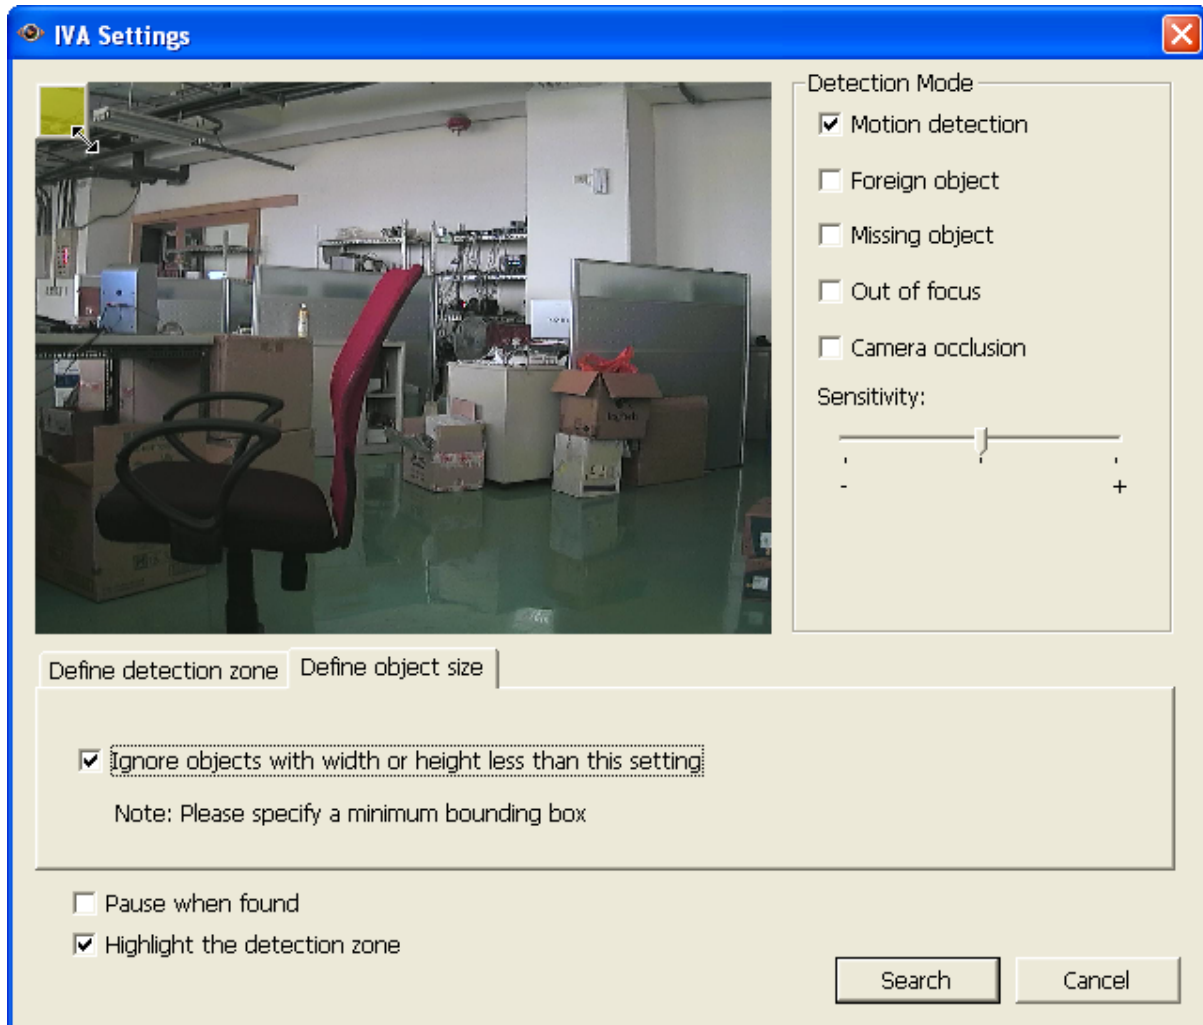 IVA Settings
Detection Mode
Motion detection
Foreign object
Missing object
Out of focus
Camera occlusion
Sensitivity:
- +
Define detection zone
Define object size
Ignore objects with width or height less than this setting
Note: Please specify a minimum bounding box
Pause when found
Highlight the detection zone
Search
Cancel